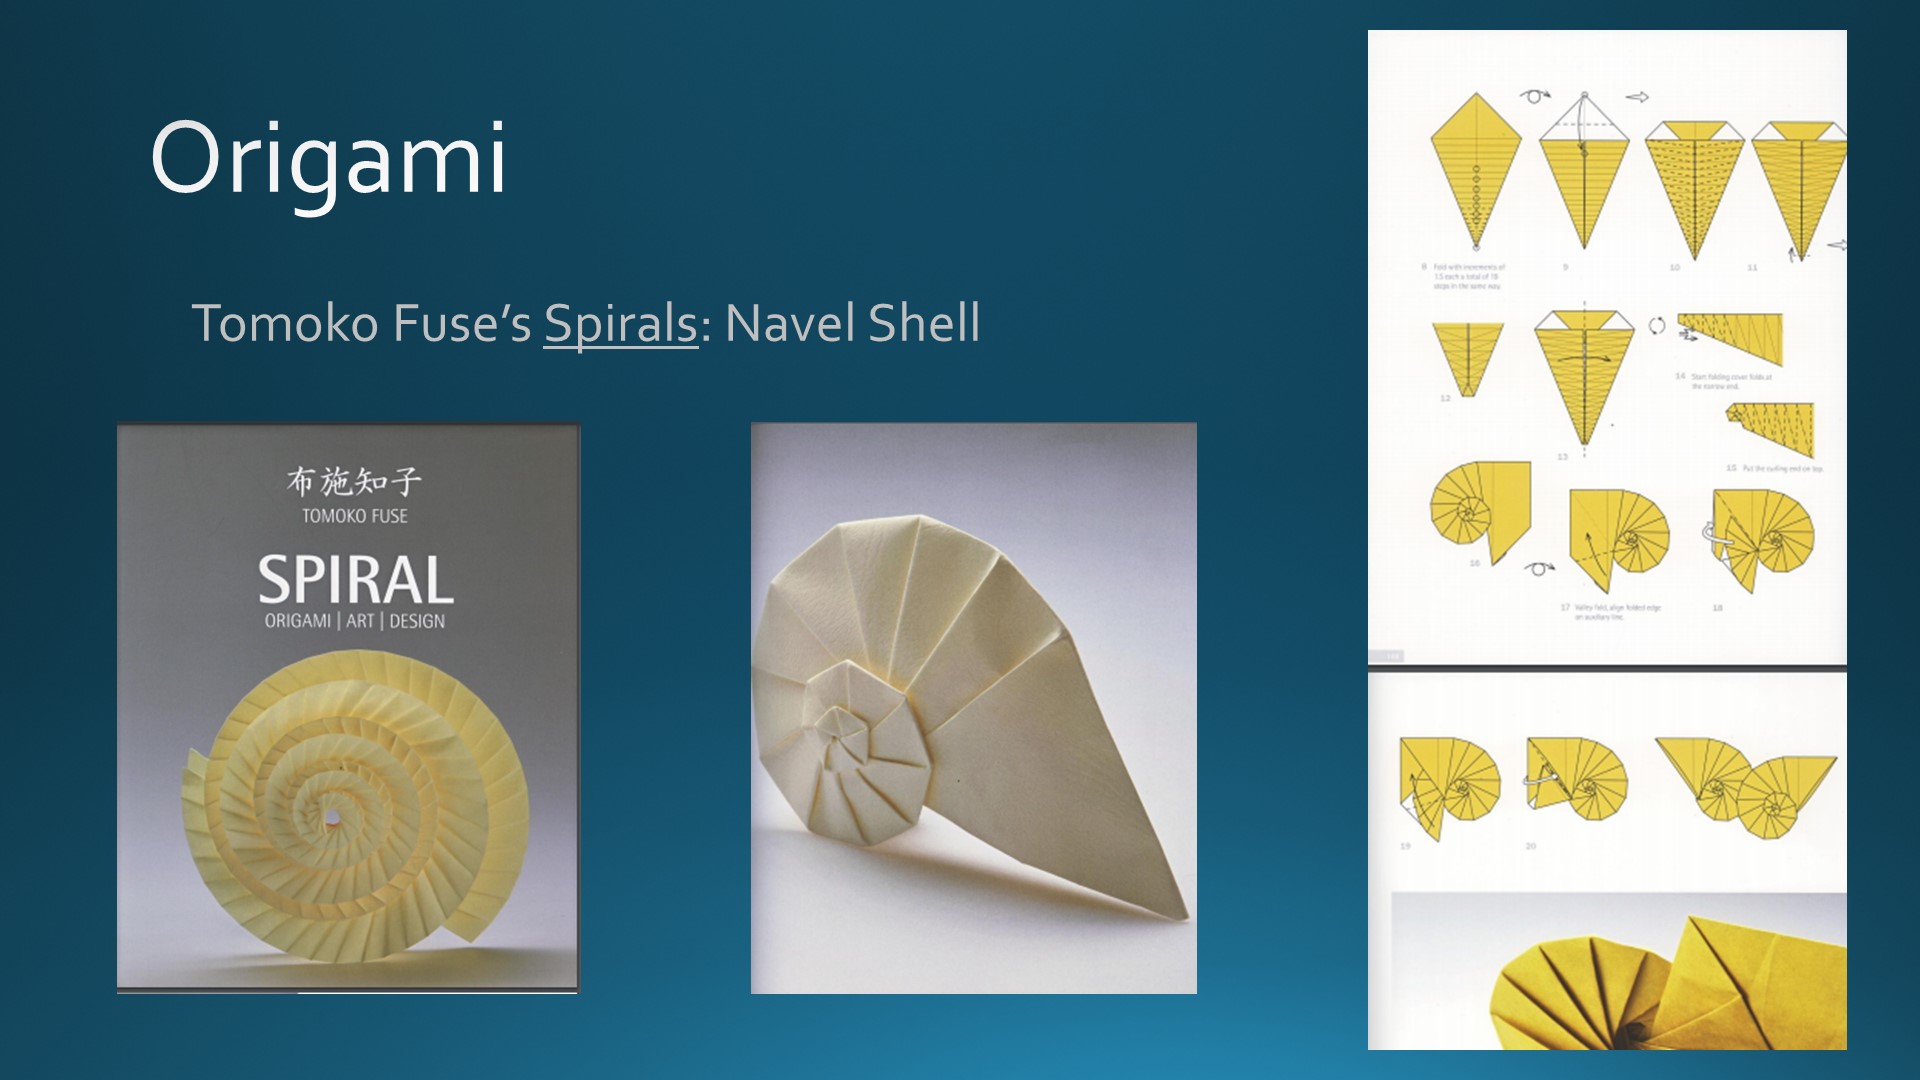 Origami
Tomoko Fuse’s Spirals: Navel Shell
布施知子
TOMOKO FUSE
SPIRAL
ORIGAMI | ART | DESIGN
8 Fold with increments of
1.5 each a total of 18
steps in the same way.
9
10
11
12
13
14 Start folding cover folds at
the narrow end.
15 Put the curling end on top.
16
17 Valley fold, align folded edge
on auxiliary line.
18
19
20